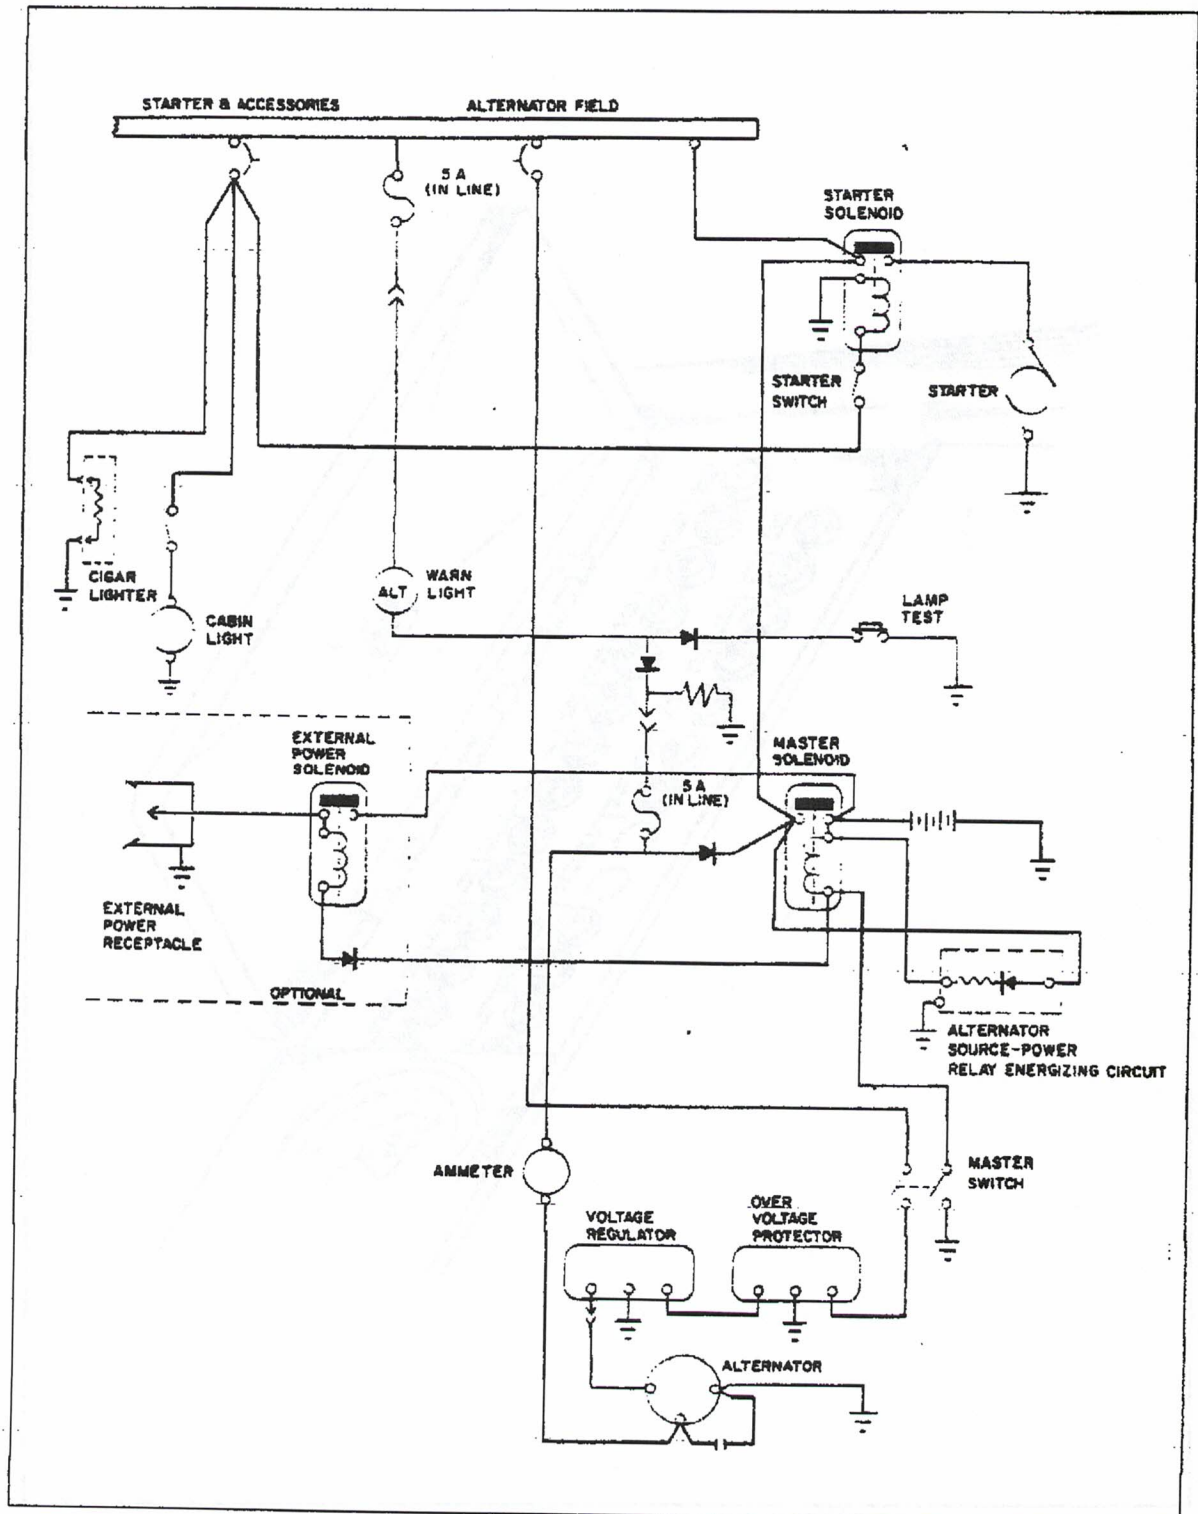 STARTER & ACCESSORIES
ALTERNATOR FIELD
5 A
(IN LINE)
STARTER
SOLENOID
STARTER
SWITCH
STARTER
CIGAR
LIGHTER
CABIN
LIGHT
ALT
WARN
LIGHT
LAMP
TEST
EXTERNAL
POWER
SOLENOID
MASTER
SOLENOID
5 A
(IN LINE)
EXTERNAL
POWER
RECEPTACLE
OPTIONAL
ALTERNATOR
SOURCE-POWER
RELAY ENERGIZING CIRCUIT
AMMETER
MASTER
SWITCH
VOLTAGE
REGULATOR
OVER
VOLTAGE
PROTECTOR
ALTERNATOR